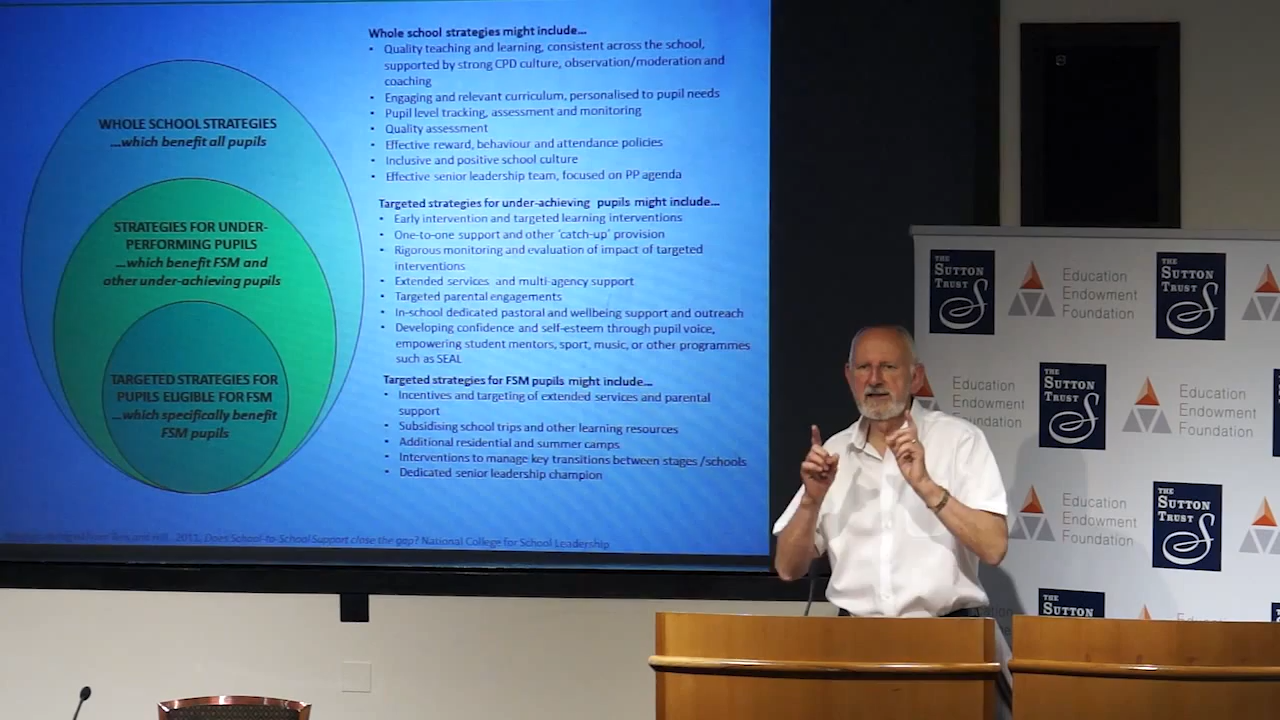 WHOLE SCHOOL STRATEGIES
...which benefit all pupils
STRATEGIES FOR UNDER-
PERFORMING PUPILS
...which benefit FSM and
other under-achieving pupils
TARGETED STRATEGIES FOR
PUPILS ELIGIBLE FOR FSM
...which specifically benefit
FSM pupils
Whole school strategies might include...
• Quality teaching and learning, consistent across the school,
supported by strong CPD culture, observation/moderation and
coaching
• Engaging and relevant curriculum, personalised to pupil needs
• Pupil level tracking, assessment and monitoring
• Quality assessment
• Effective reward, behaviour and attendance policies
• Inclusive and positive school culture
• Effective senior leadership team, focused on PP agenda
Targeted strategies for under-achieving pupils might include...
• Early intervention and targeted learning interventions
• One-to-one support and other 'catch-up' provision
• Rigorous monitoring and evaluation of impact of targeted
interventions
• Extended services and multi-agency support
• Targeted parental engagements
• In-school dedicated pastoral and wellbeing support and outreach
• Developing confidence and self-esteem through pupil voice,
empowering student mentors, sport, music, or other programmes
such as SEAL
Targeted strategies for FSM pupils might include...
• Incentives and targeting of extended services and parental
support
• Subsidising school trips and other learning resources
• Additional residential and summer camps
• Interventions to manage key transitions between stages /schools
• Dedicated senior leadership champion
2011, Does School-to-School Support close the gap? National College for School Leadership
THE
SUTTON
TRUST
Education
Endowment
Foundation
THE
SUTTON
TRUST
Education
Endowment
Foundation
THE
SUTTON
TRUST
Education
Endowment
Foundation
Education
Endowment
Foundation
THE
SUTTON
TRUST
THE
SUTTON